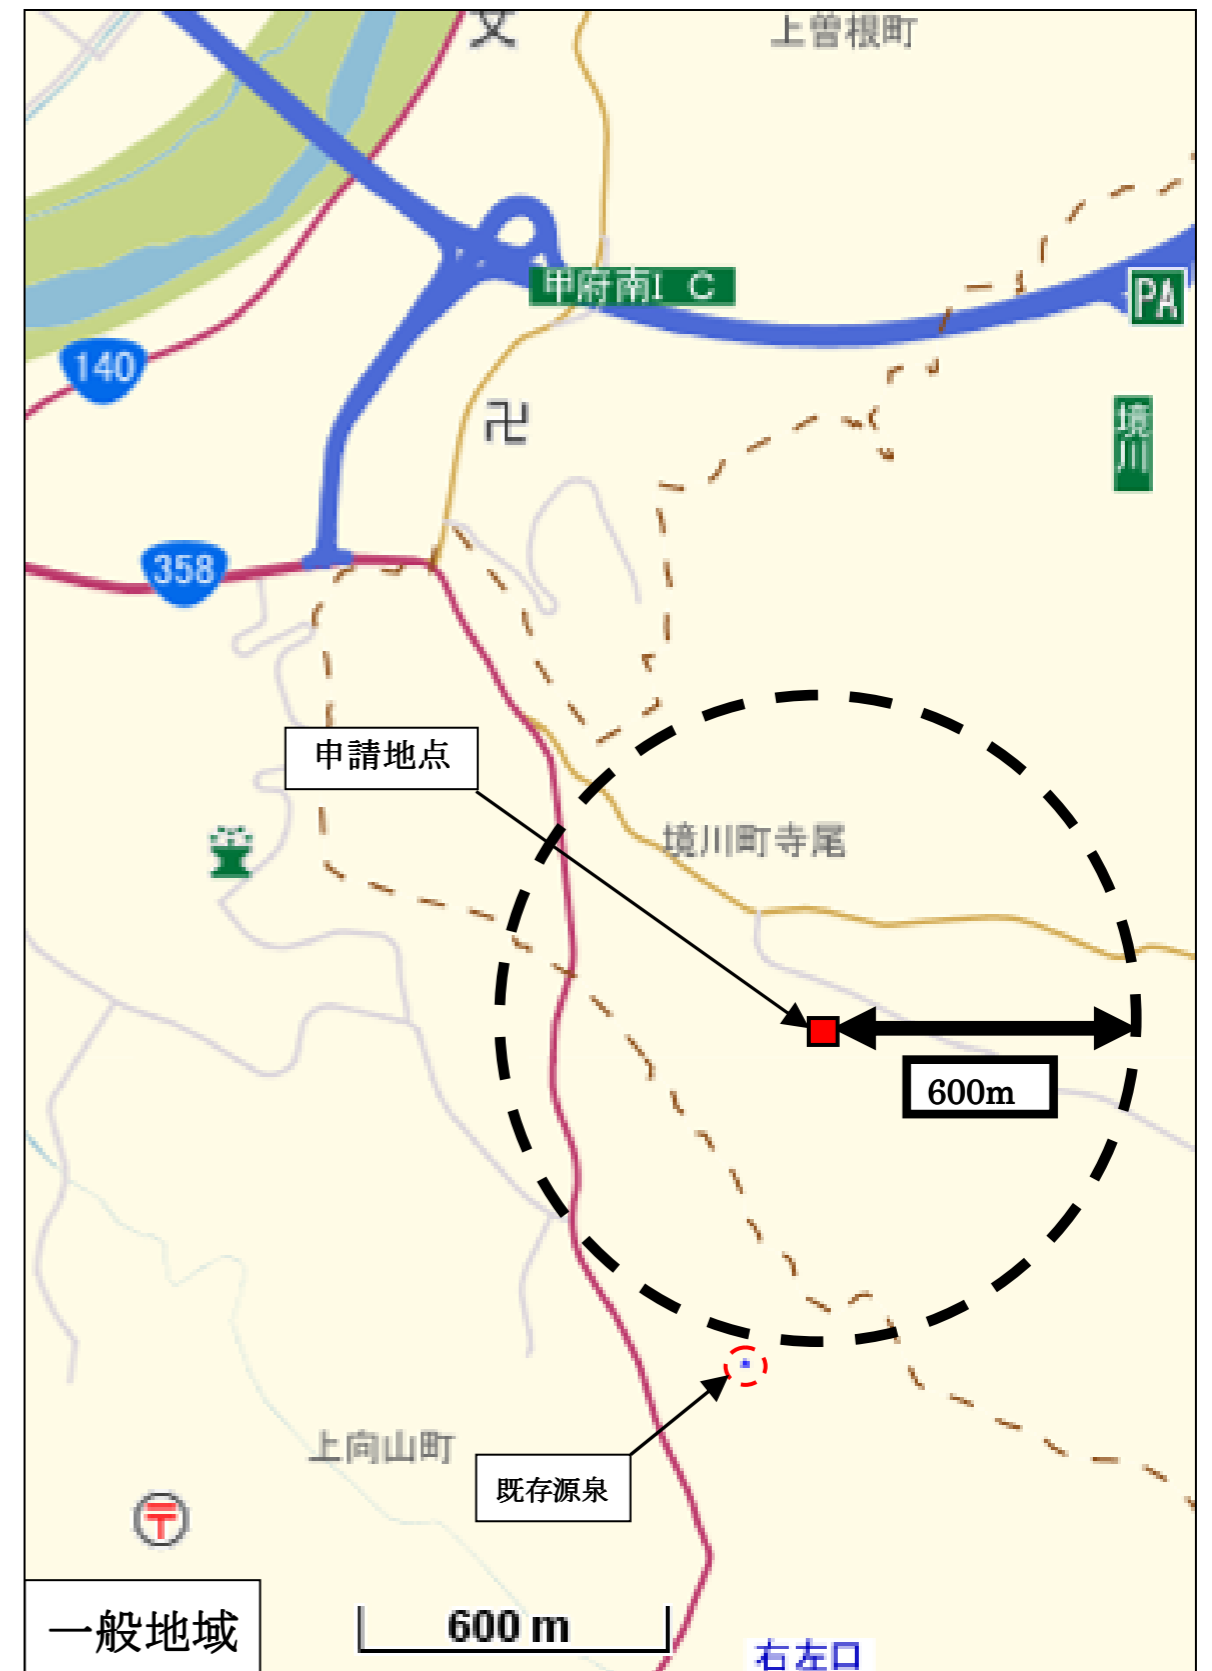 上曽根町
甲府南I C
PA
140
境川
358
申請地点
境川町寺尾
600m
上向山町
既存源泉
一般地域
600 m
右左口